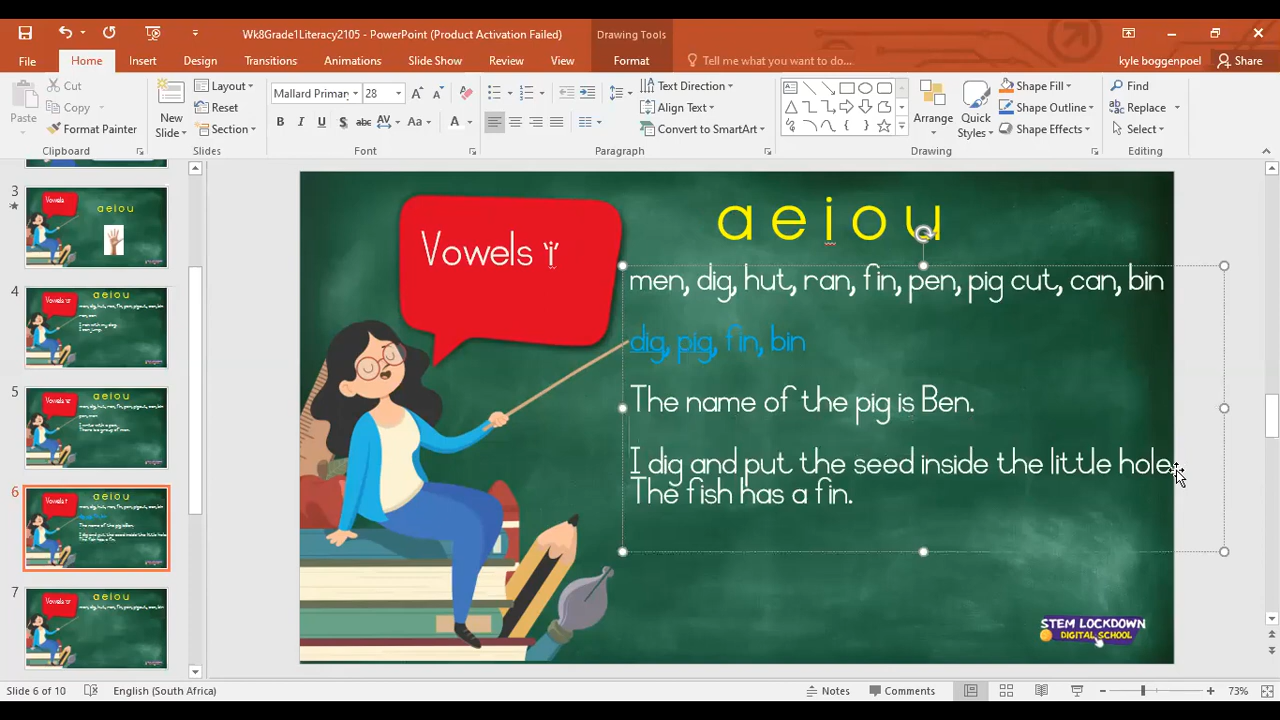 Wk8Grade1Literacy2105 - PowerPoint (Product Activation Failed)
Drawing Tools
kyle boggenpoel
Share
File
Home
Insert
Design
Transitions
Animations
Slide Show
Review
View
Format
Tell me what you want to do...
Paste
Cut
Copy
Format Painter
Clipboard
New Slide
Layout
Reset
Section
Slides
Mallard Primar
28
Font
Text Direction
Align Text
Convert to SmartArt
Paragraph
Arrange
Quick Styles
Shape Fill
Shape Outline
Shape Effects
Drawing
Find
Replace
Select
Editing
3
4
5
6
7
Vowels 'i'
a e i o u
men, dig, hut, ran, fin, pen, pig cut, can, bin
dig, pig, fin, bin
The name of the pig is Ben.
I dig and put the seed inside the little hole.
The fish has a fin.
STEM LOCKDOWN
DIGITAL SCHOOL
Slide 6 of 10
English (South Africa)
Notes
Comments
73%